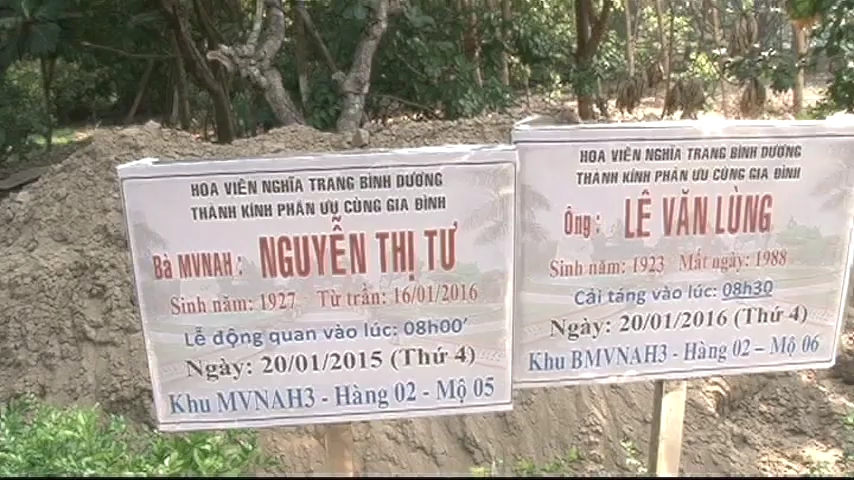 HOA VIÊN NGHĨA TRANG BÌNH DƯƠNG
THÀNH KÍNH PHÂN ƯU CÙNG GIA ĐÌNH
Bà MVNAH : NGUYỄN THỊ TƯ
Sinh năm: 1927 Từ trần: 16/01/2016
Lễ động quan vào lúc: 08h00’
Ngày: 20/01/2015 (Thứ 4)
Khu MVNAH3 - Hàng 02 - Mộ 05
HOA VIÊN NGHĨA TRANG BÌNH DƯƠNG
THÀNH KÍNH PHÂN ƯU CÙNG GIA ĐÌNH
Ông : LÊ VĂN LÙNG
Sinh năm: 1923 Mất ngày: 1988
Cải táng vào lúc: 08h30
Ngày: 20/01/2016 (Thứ 4)
Khu BMVNAH3 - Hàng 02 – Mộ 06